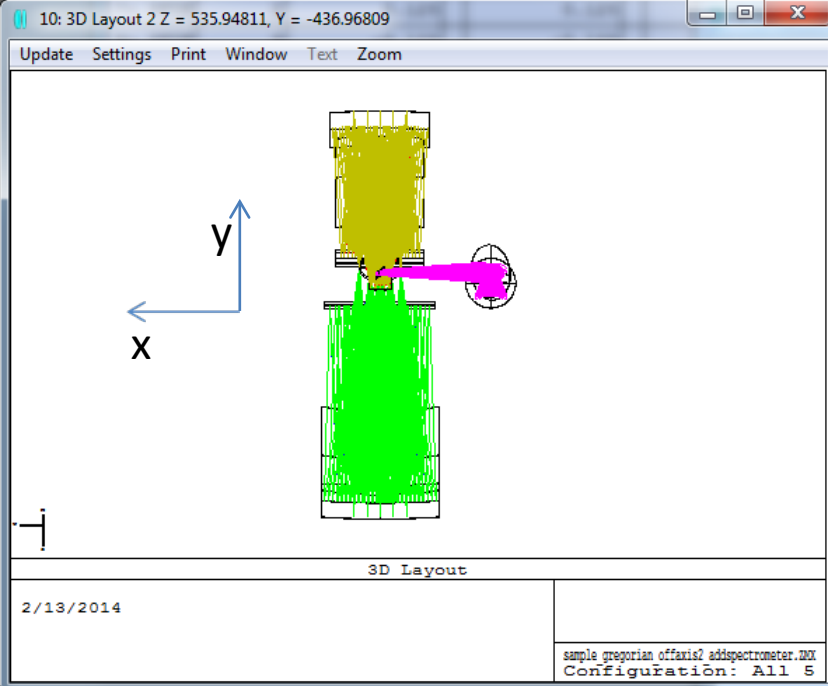 10: 3D Layout 2 Z = 535.94811, Y = -436.96809
Update Settings Print Window Text Zoom
y
x
3D Layout
2/13/2014
sample gregorian offaxis2 addspectrometer.ZMX
Configuration: All 5